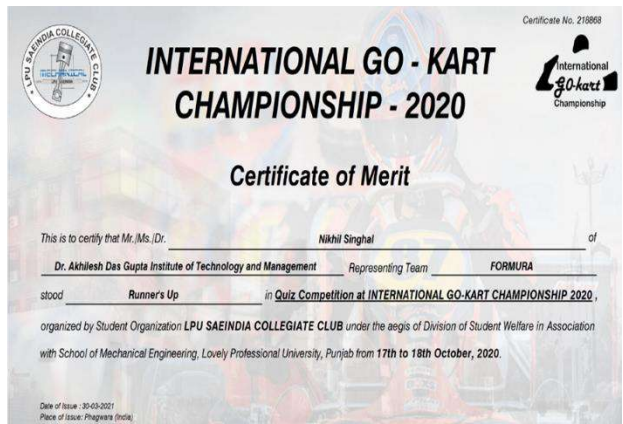 Certificate No. 218868
LPU SAEINDIA COLLEGIATE CLUB
MECHANICAL
INTERNATIONAL GO - KART
CHAMPIONSHIP - 2020
International
GO-kart
Championship
Certificate of Merit
This is to certify that Mr./Ms./Dr. Nikhil Singhal of
Dr. Akhilesh Das Gupta Institute of Technology and Management Representing Team FORMURA
stood Runner's Up in Quiz Competition at INTERNATIONAL GO-KART CHAMPIONSHIP 2020 ,
organized by Student Organization LPU SAEINDIA COLLEGIATE CLUB under the aegis of Division of Student Welfare in Association
with School of Mechanical Engineering, Lovely Professional University, Punjab from 17th to 18th October, 2020.
Date of Issue : 30-03-2021
Place of Issue: Phagwara (India)